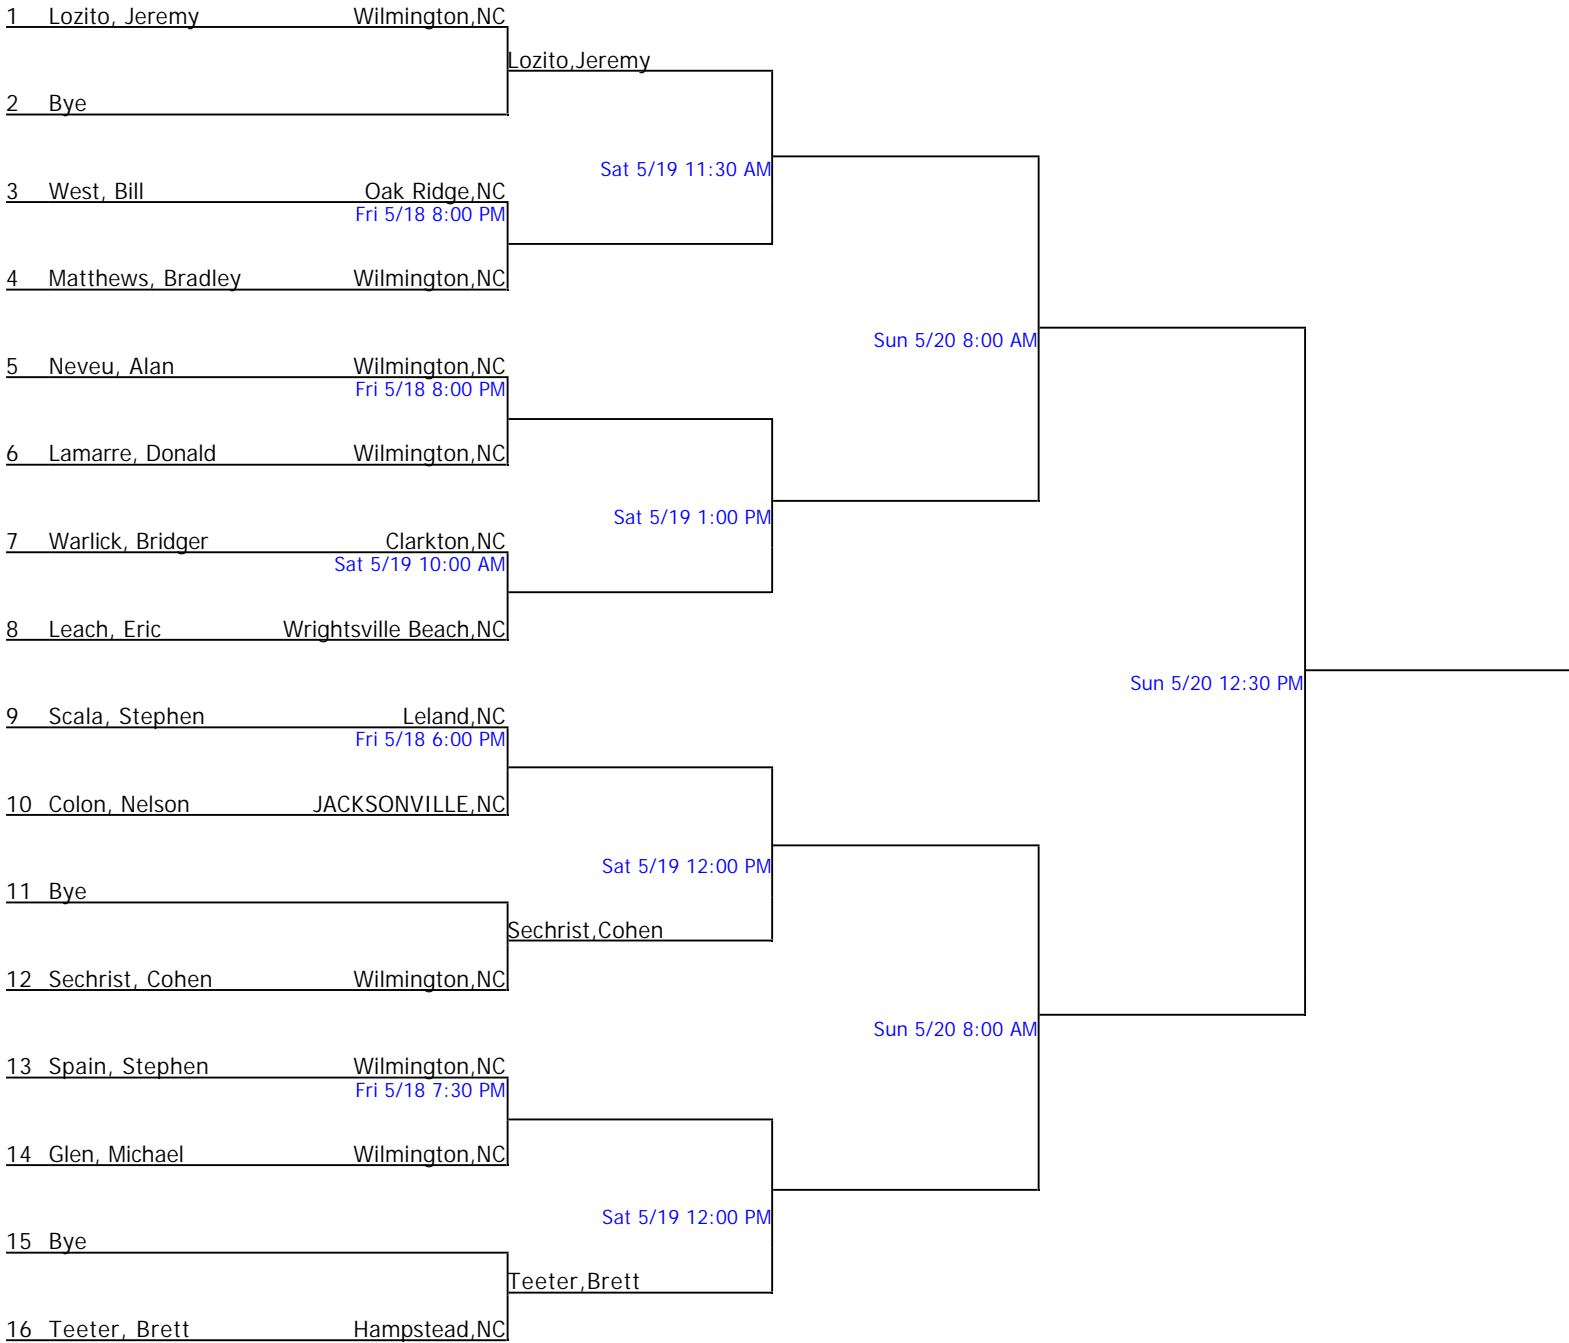 1 Lozito, Jeremy Wilmington,NC
Lozito,Jeremy
2 Bye
Sat 5/19 11:30 AM
3 West, Bill Oak Ridge,NC
Fri 5/18 8:00 PM
4 Matthews, Bradley Wilmington,NC
Sun 5/20 8:00 AM
5 Neveu, Alan Wilmington,NC
Fri 5/18 8:00 PM
6 Lamarre, Donald Wilmington,NC
Sat 5/19 1:00 PM
7 Warlick, Bridger Clarkton,NC
Sat 5/19 10:00 AM
8 Leach, Eric Wrightsville Beach,NC
Sun 5/20 12:30 PM
9 Scala, Stephen Leland,NC
Fri 5/18 6:00 PM
10 Colon, Nelson JACKSONVILLE,NC
Sat 5/19 12:00 PM
11 Bye
Sechrist,Cohen
12 Sechrist, Cohen Wilmington,NC
Sun 5/20 8:00 AM
13 Spain, Stephen Wilmington,NC
Fri 5/18 7:30 PM
14 Glen, Michael Wilmington,NC
Sat 5/19 12:00 PM
15 Bye
Teeter,Brett
16 Teeter, Brett Hampstead,NC